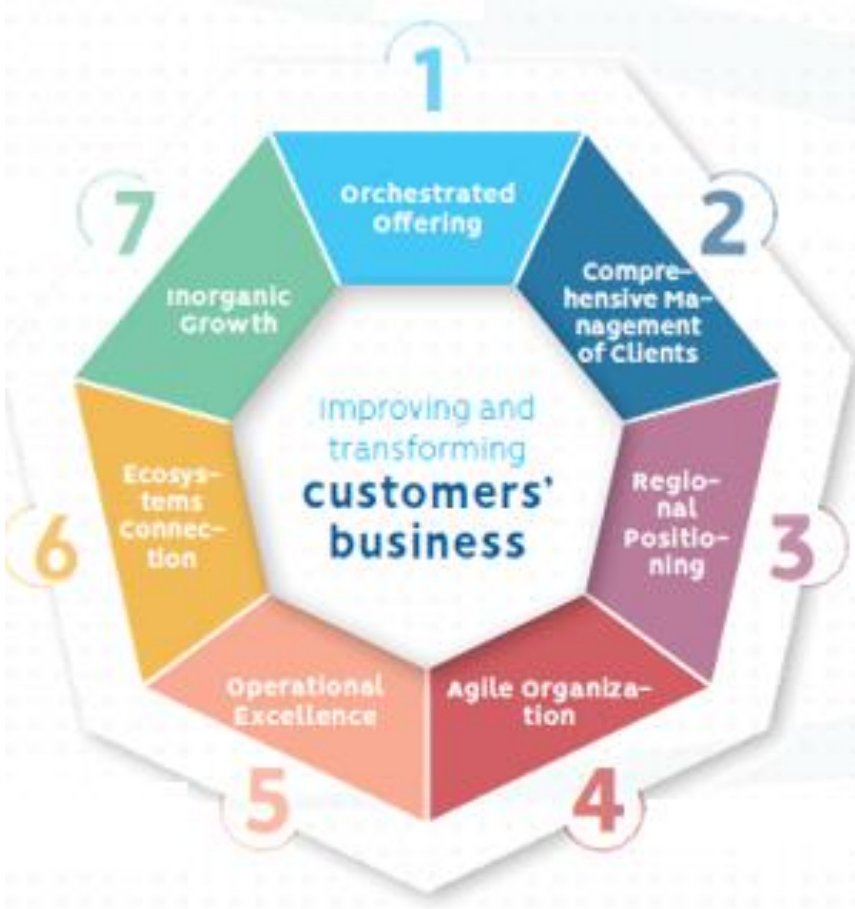 1
Orchestrated
Offering
2
Compre-
hensive Ma-
nagement
of Clients
3
Regio-
nal
Positio-
ning
4
Agile Organiza-
tion
5
Operational
Excellence
6
Ecosys-
tems
Connec-
tion
7
Inorganic
Growth
Improving and
transforming
customers'
business